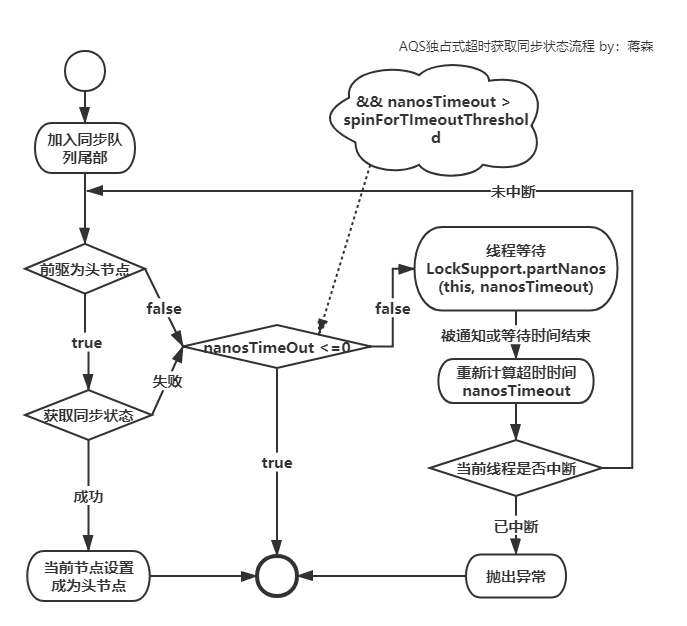 AQS独占式超时获取同步状态流程 by：蒋森
&& nanosTimeout >
spinForTImeoutThreshol
d
加入同步队
列尾部
未中断
前驱为头节点
线程等待
LockSupport.partNanos
(this, nanosTimeout)
false
false
true
nanosTimeOut <=0
被通知或等待时间结束
失败
重新计算超时时间
nanosTimeout
获取同步状态
true
当前线程是否中断
成功
已中断
当前节点设置
成为头节点
抛出异常